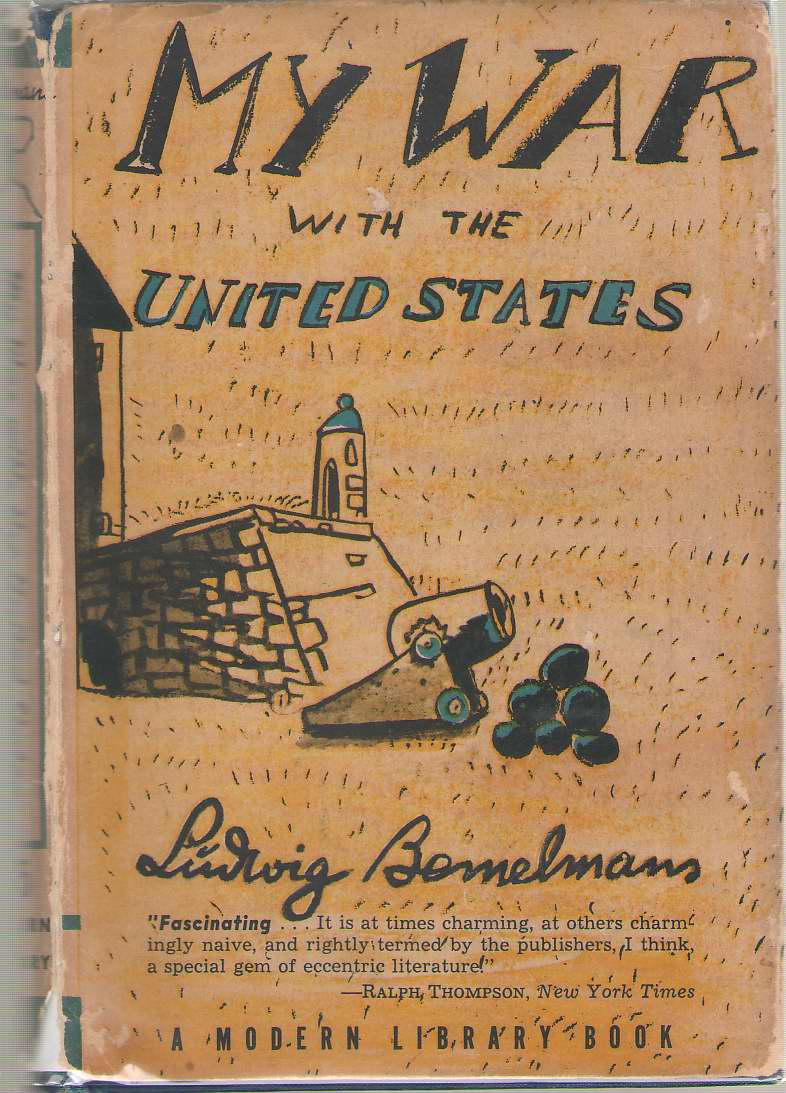 MY WAR
WITH THE
UNITED STATES
Ludwig Bemelmans
"Fascinating . . . It is at times charming, at others charm-
ingly naive, and rightly termed by the publishers, I think,
a special gem of eccentric literature."
—RALPH THOMPSON, New York Times
A MODERN LIBRARY BOOK